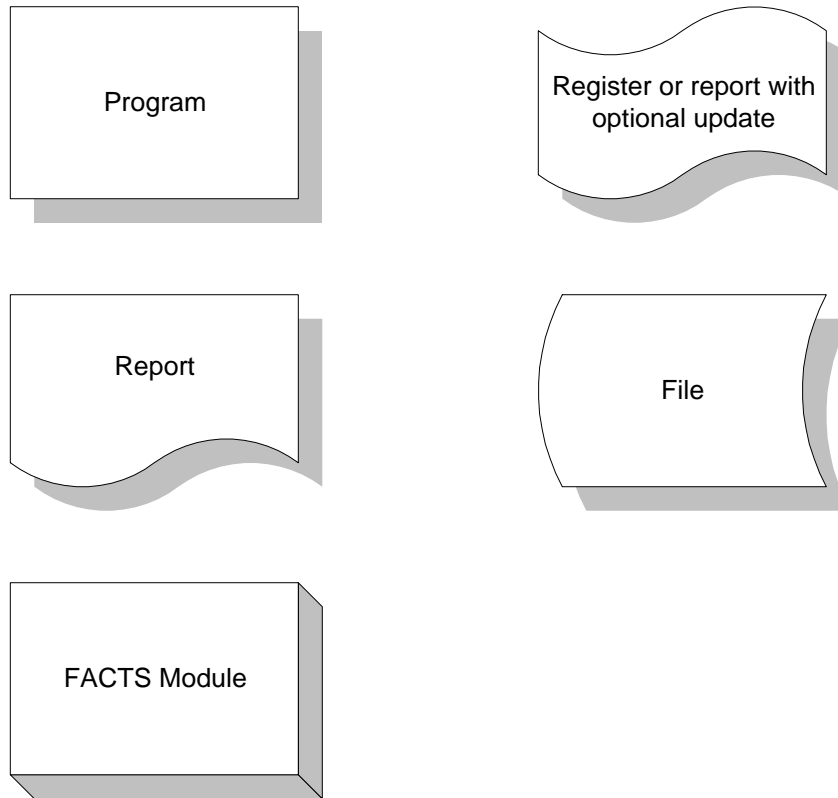 Program
Register or report with
optional update
Report
File
FACTS Module